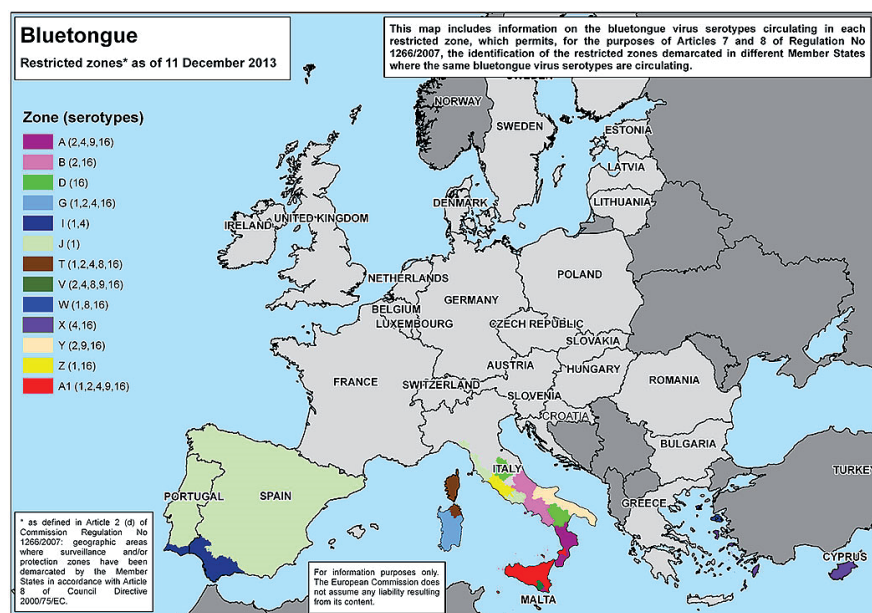 Bluetongue
Restricted zones* as of 11 December 2013
This map includes information on the bluetongue virus serotypes circulating in each
restricted zone, which permits, for the purposes of Articles 7 and 8 of Regulation No
1266/2007, the identification of the restricted zones demarcated in different Member States
where the same bluetongue virus serotypes are circulating.
Zone (serotypes)
A (2,4,9,16)
B (2,16)
D (16)
G (1,2,4,16)
I (1,4)
J (1)
T (1,2,4,8,16)
V (2,4,8,9,16)
W (1,8,16)
X (4,16)
Y (2,9,16)
Z (1,16)
A1 (1,2,4,9,16)
SWEDEN
NORWAY
SWEDEN
ESTONIA
LATVIA
LITHUANIA
DENMARK
IRELAND
UNITED KINGDOM
NETHERLANDS
POLAND
GERMANY
BELGIUM
LUXEMBOURG
CZECH REPUBLIC
SLOVAKIA
AUSTRIA
HUNGARY
FRANCE
SWITZERLAND
SLOVENIA
ROMANIA
CROATIA
BULGARIA
ITALY
TURKEY
PORTUGAL
SPAIN
GREECE
CYPRUS
MALTA
* as defined in Article 2 (d) of
Commission Regulation No
1266/2007: geographic areas
where surveillance and/or
protection zones have been
demarcated by the Member
States in accordance with Article
8 of Council Directive
2000/75/EC.
For information purposes only.
The European Commission does
not assume any liability resulting
from its content.